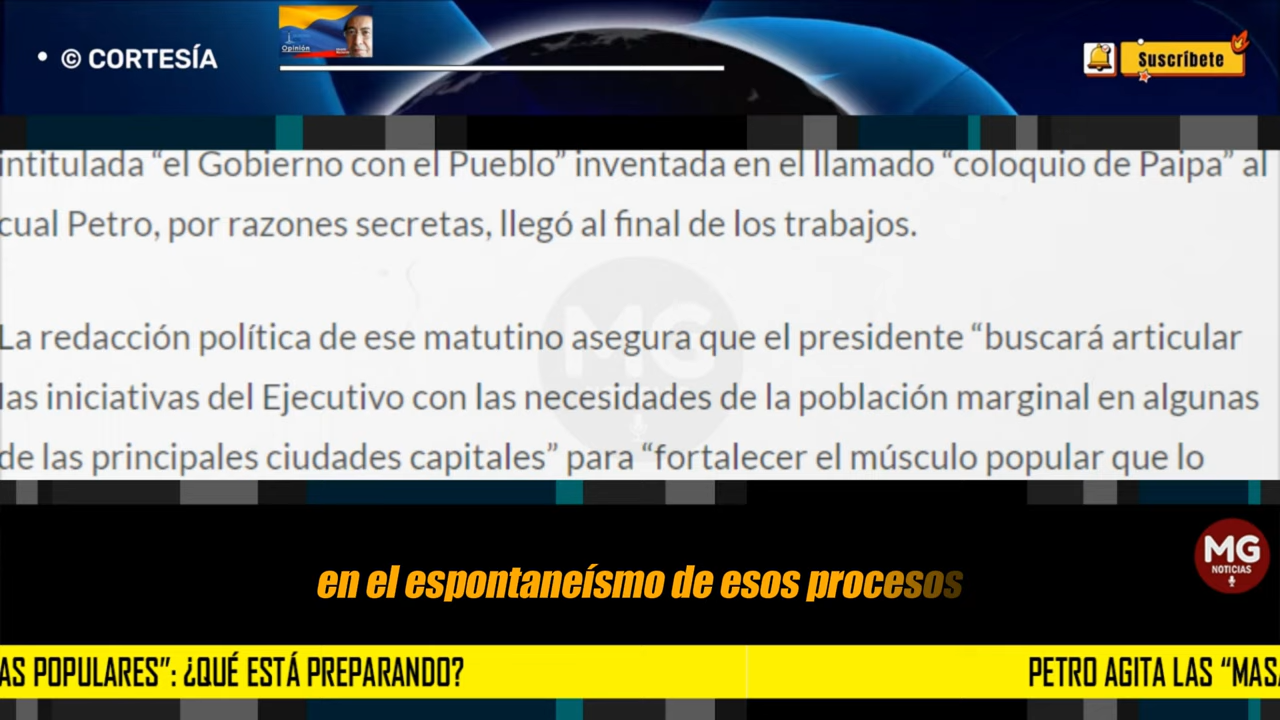 • © CORTESÍA
Opinión
Suscríbete
intitulada “el Gobierno con el Pueblo” inventada en el llamado “coloquio de Paipa” al
cual Petro, por razones secretas, llegó al final de los trabajos.
La redacción política de ese matutino asegura que el presidente “buscará articular
las iniciativas del Ejecutivo con las necesidades de la población marginal en algunas
de las principales ciudades capitales” para “fortalecer el músculo popular que lo
MG
NOTICIAS
en el espontaneísmo de esos procesos
AS POPULARES”: ¿QUÉ ESTÁ PREPARANDO?
PETRO AGITA LAS “MASA